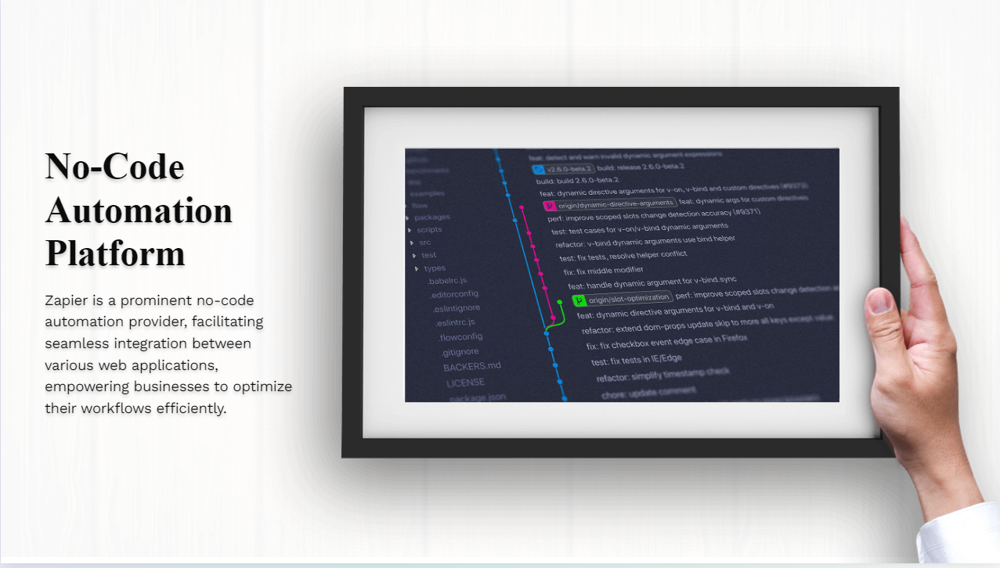 No-Code
Automation
Platform
Zapier is a prominent no-code
automation provider, facilitating
seamless integration between
various web applications,
empowering businesses to optimize
their workflows efficiently.
examples
flow
packages
scripts
src
test
types
.babelrc.js
.editorconfig
.eslintignore
.eslintrc.js
.flowconfig
.gitignore
BACKERS.md
LICENSE
package.json
feat: detect and warn invalid dynamic argument expressions
v2.6.0-beta.2 build: release 2.6.0-beta.2
build: build 2.6.0-beta.2
feat: dynamic directive arguments for v-on, v-bind and custom directives (#9373)
origin/dynamic-directive-arguments feat: dynamic args for custom directives
perf: improve scoped slots change detection accuracy (#9371)
test: test cases for v-on/v-bind dynamic arguments
refactor: v-bind dynamic arguments use bind helper
test: fix tests, resolve helper conflict
fix: fix middle modifier
feat: handle dynamic argument for v-bind.sync
origin/slot-optimization perf: improve scoped slots change detection
feat: dynamic directive arguments for v-bind and v-on
refactor: extend dom-props update skip to more all keys except value
fix: fix checkbox event edge case in Firefox
test: fix tests in IE/Edge
refactor: simplify timestamp check
chore: update comment